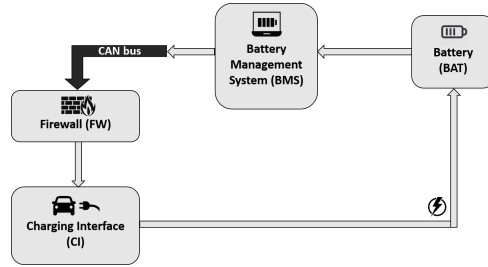 CAN bus
Battery
Management
System (BMS)
Battery
(BAT)
Firewall (FW)
Charging Interface
(CI)